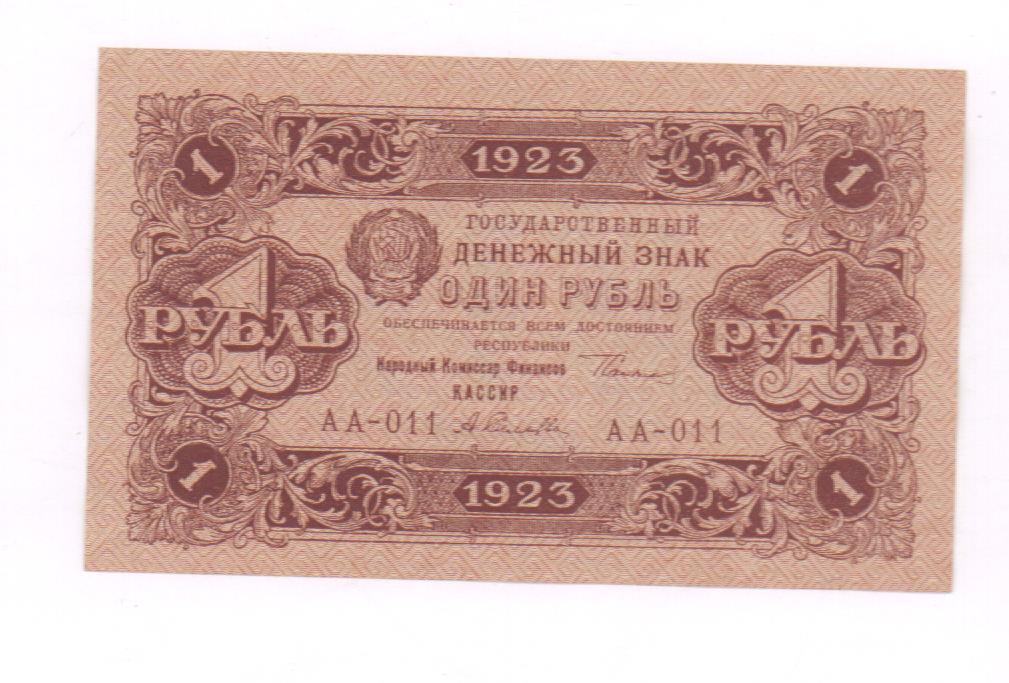 1 1923 1
ГОСУДАРСТВЕННЫЙ
ДЕНЕЖНЫЙ ЗНАК
ОДИН РУБЛЬ
1 РУБЛЬ
1 РУБЛЬ
ОБЕСПЕЧИВАЕТСЯ ВСЕМ ДОСТОЯНИЕМ
РЕСПУБЛИКИ
Народный Комиссар Финансов
КАССИР
АА-011 АА-011
1 1923 1